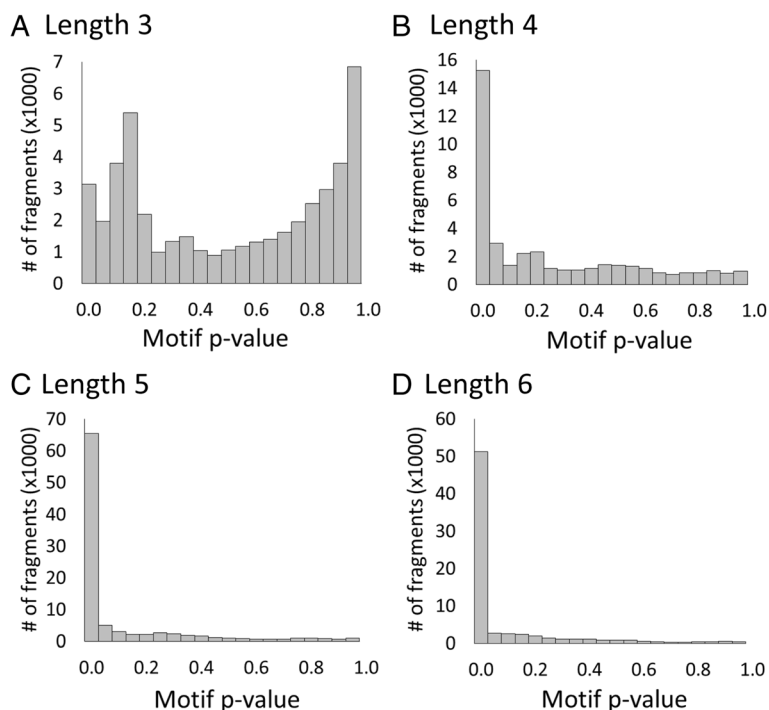 A Length 3
# of fragments (x1000)
7
6
5
4
3
2
1
0
0.0 0.2 0.4 0.6 0.8 1.0
Motif p-value
B Length 4
# of fragments (x1000)
16
14
12
10
8
6
4
2
0
0.0 0.2 0.4 0.6 0.8 1.0
Motif p-value
C Length 5
# of fragments (x1000)
70
60
50
40
30
20
10
0
0.0 0.2 0.4 0.6 0.8 1.0
Motif p-value
D Length 6
# of fragments (x1000)
60
50
40
30
20
10
0
0.0 0.2 0.4 0.6 0.8 1.0
Motif p-value